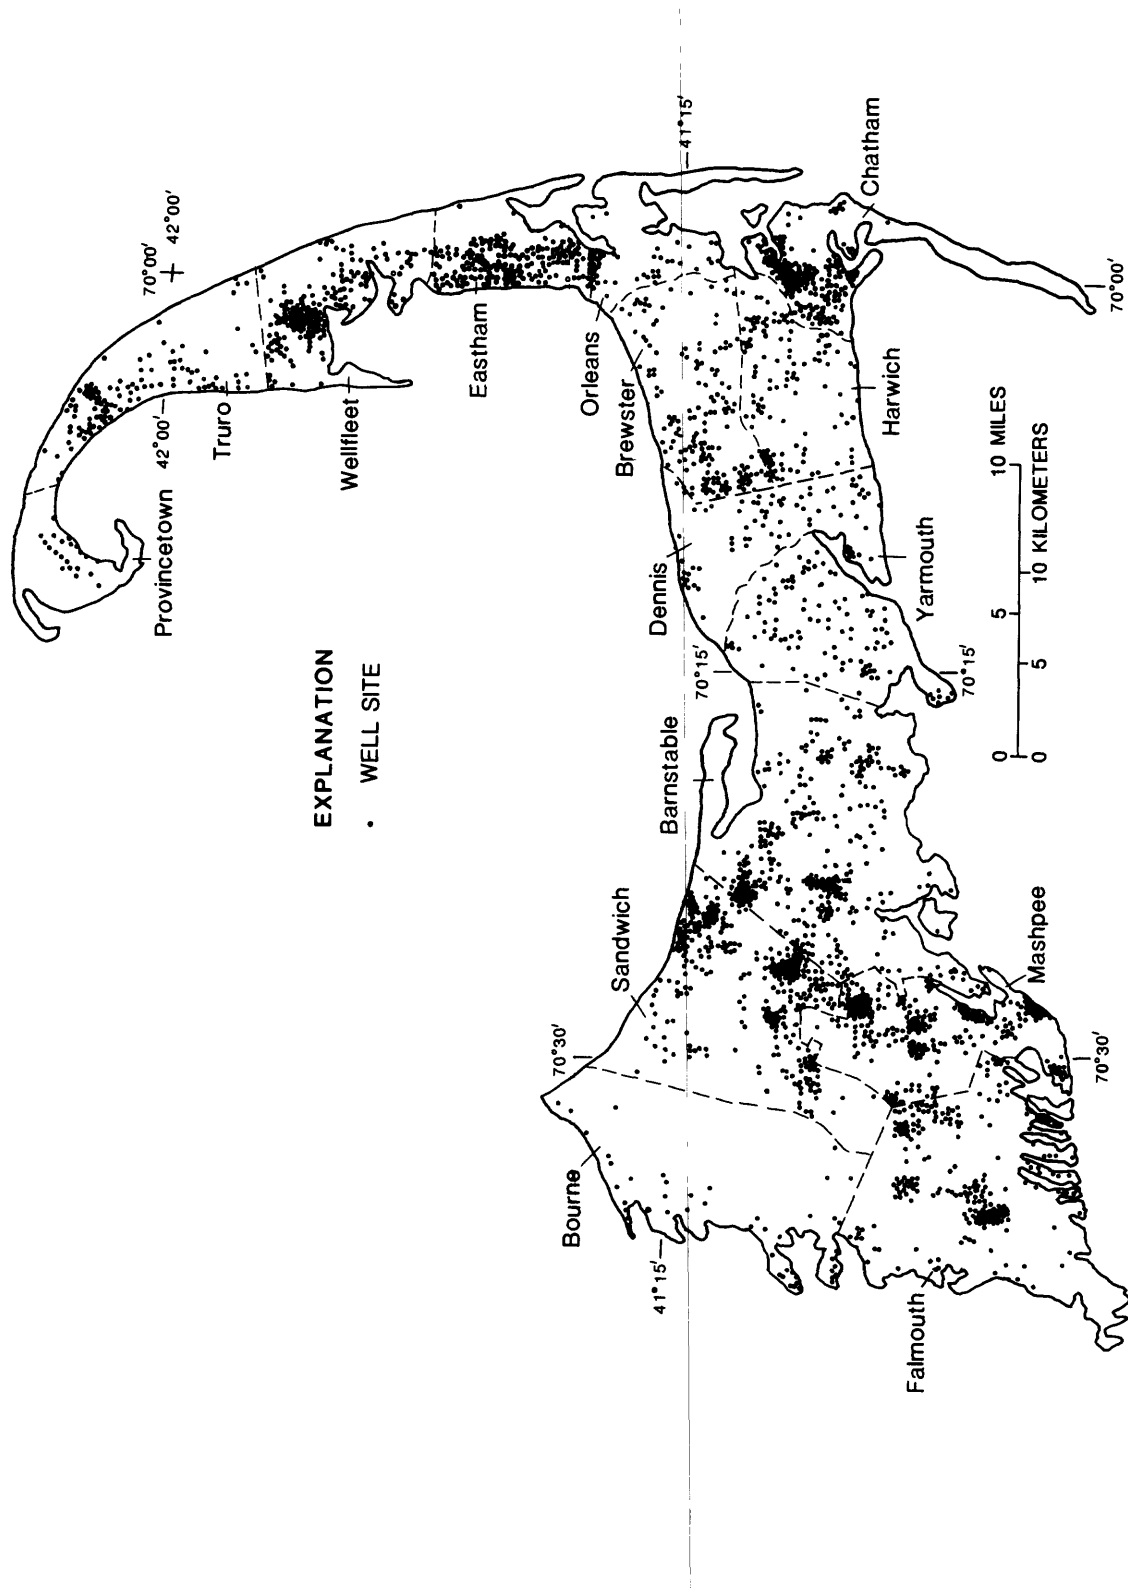 70°00′
42°00′
42°00′
Provincetown
Truro
Wellfleet
Eastham
Orleans
Brewster
Dennis
70°15′
Barnstable
Sandwich
70°30′
Bourne
41°15′
Falmouth
41°15′
Chatham
70°00′
Harwich
Yarmouth
70°15′
Mashpee
70°30′
EXPLANATION
• WELL SITE
0 5 10 MILES
0 5 10 KILOMETERS